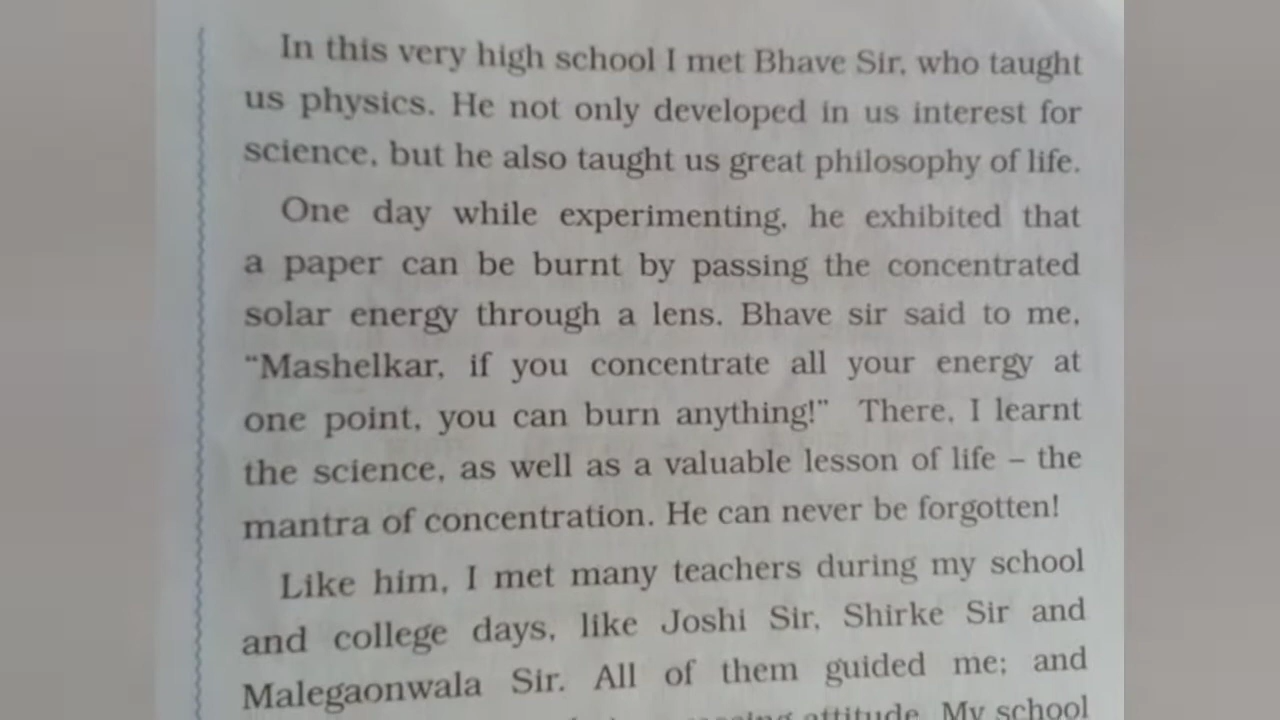 In this very high school I met Bhave Sir, who taught
us physics. He not only developed in us interest for
science, but he also taught us great philosophy of life.
One day while experimenting, he exhibited that
a paper can be burnt by passing the concentrated
solar energy through a lens. Bhave sir said to me,
“Mashelkar, if you concentrate all your energy at
one point, you can burn anything!” There, I learnt
the science, as well as a valuable lesson of life – the
mantra of concentration. He can never be forgotten!
Like him, I met many teachers during my school
and college days, like Joshi Sir, Shirke Sir and
Malegaonwala Sir. All of them guided me; and
attitude. My school